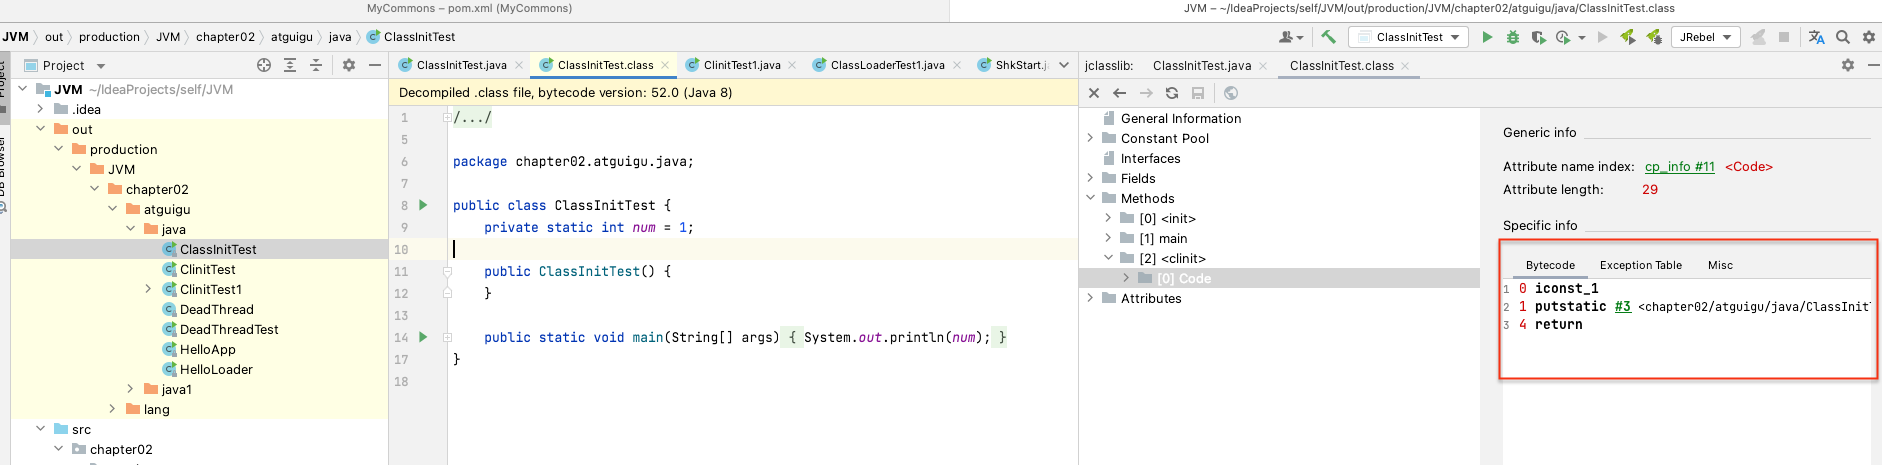 MyCommons – pom.xml (MyCommons)
JVM – ~/IdeaProjects/self/JVM/out/production/JVM/chapter02/atguigu/java/ClassInitTest.class
JVM out production JVM chapter02 atguigu java ClassInitTest
ClassInitTest
JRebel
Project
Project
JVM ~/IdeaProjects/self/JVM
.idea
out
production
JVM
chapter02
atguigu
java
ClassInitTest
ClinitTest
ClinitTest1
DeadThread
DeadThreadTest
HelloApp
HelloLoader
java1
lang
src
chapter02
DB Browser
ClassInitTest.java
ClassInitTest.class
ClinitTest1.java
ClassLoaderTest1.java
ShkStart.j
Decompiled .class file, bytecode version: 52.0 (Java 8)
1 /.../
5
6 package chapter02.atguigu.java;
7
8 public class ClassInitTest {
9 private static int num = 1;
10
11 public ClassInitTest() {
12 }
13
14 public static void main(String[] args) { System.out.println(num); }
17 }
18
jclasslib: ClassInitTest.java ClassInitTest.class
General Information
Constant Pool
Interfaces
Fields
Methods
[0] <init>
[1] main
[2] <clinit>
[0] Code
Attributes
Generic info
Attribute name index: cp_info #11 <Code>
Attribute length: 29
Specific info
Bytecode Exception Table Misc
1 0 iconst_1
2 1 putstatic #3 <chapter02/atguigu/java/ClassInitT
3 4 return